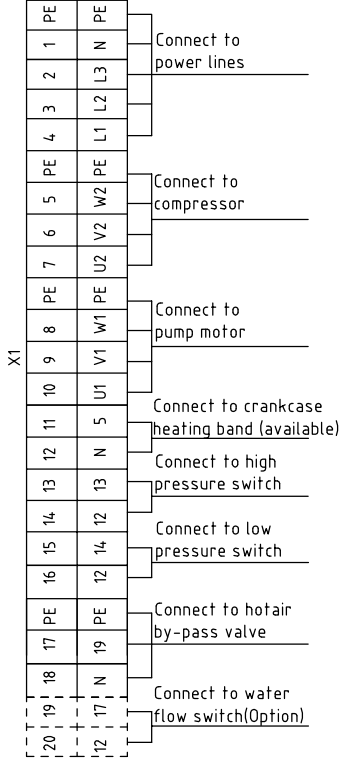 X1
PE PE
1 N
2 L3
3 L2
4 L1
Connect to
power lines
PE PE
5 W2
6 V2
7 U2
Connect to
compressor
PE PE
8 W1
9 V1
10 U1
Connect to
pump motor
11 5
12 N
Connect to crankcase
heating band (available)
13 13
14 12
Connect to high
pressure switch
15 14
16 12
Connect to low
pressure switch
PE PE
17 19
18 N
Connect to hotair
by-pass valve
19 17
20 12
Connect to water
flow switch(Option)